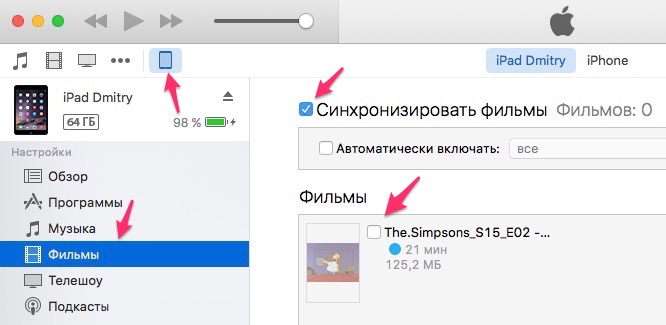 iPad Dmitry iPhone
iPad Dmitry
64 ГБ 98 %
Синхронизировать фильмы Фильмов: 0
Настройки
Автоматически включать: все
Обзор
Программы
Музыка
Фильмы
Телешоу
Подкасты
Фильмы
The.Simpsons_S15_E02 -...
21 мин
125,2 МБ